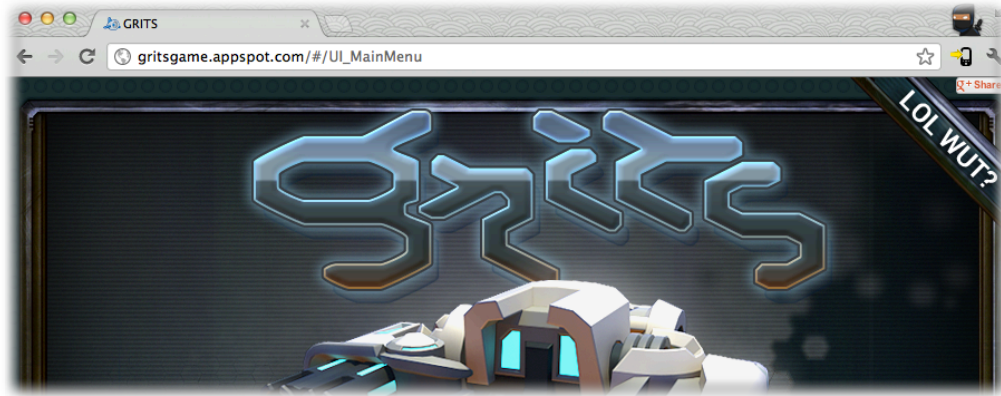 GRITS
gritsgame.appspot.com/#/UI_MainMenu
g+ Share
LOL WUT?
grits